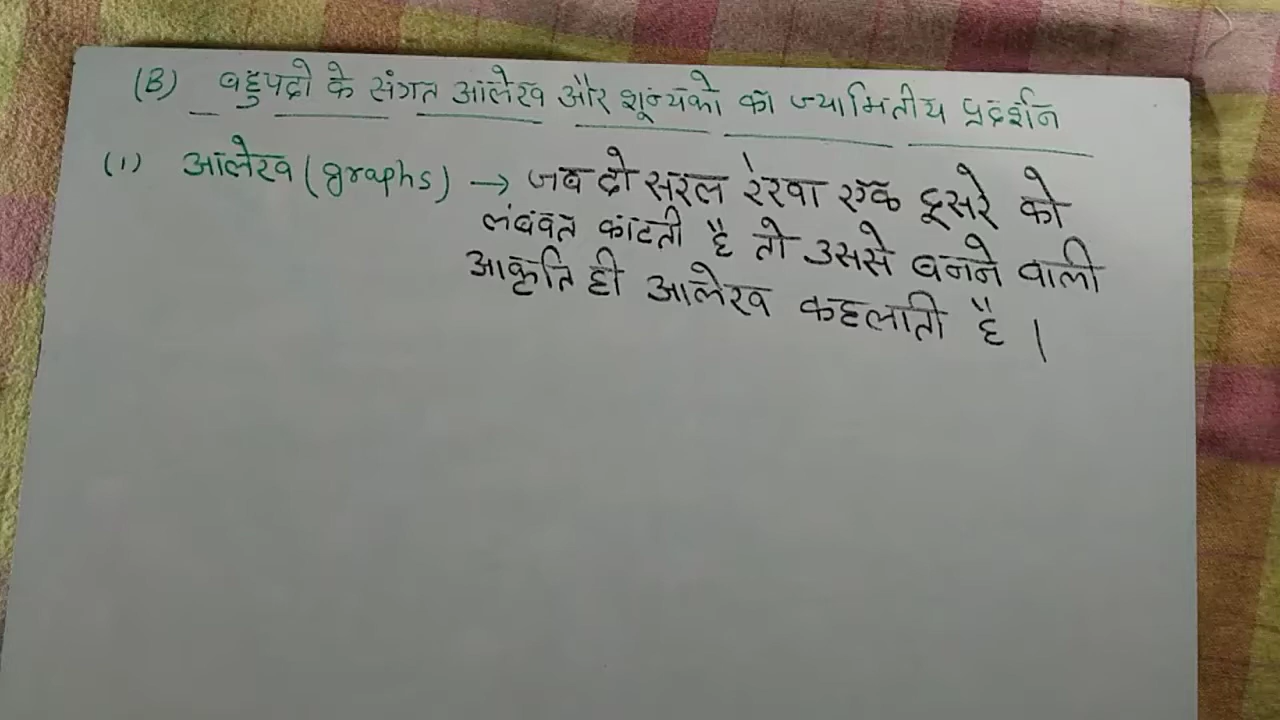 (B) बहुपदो के संगत आलेख और शून्यको का ज्यामितीय प्रदर्शन
(1) आलेख (graphs) → जब दो सरल रेखा एक दूसरे को
लंबवत काटती है तो उससे बनने वाली
आकृति ही आलेख कहलाती है |